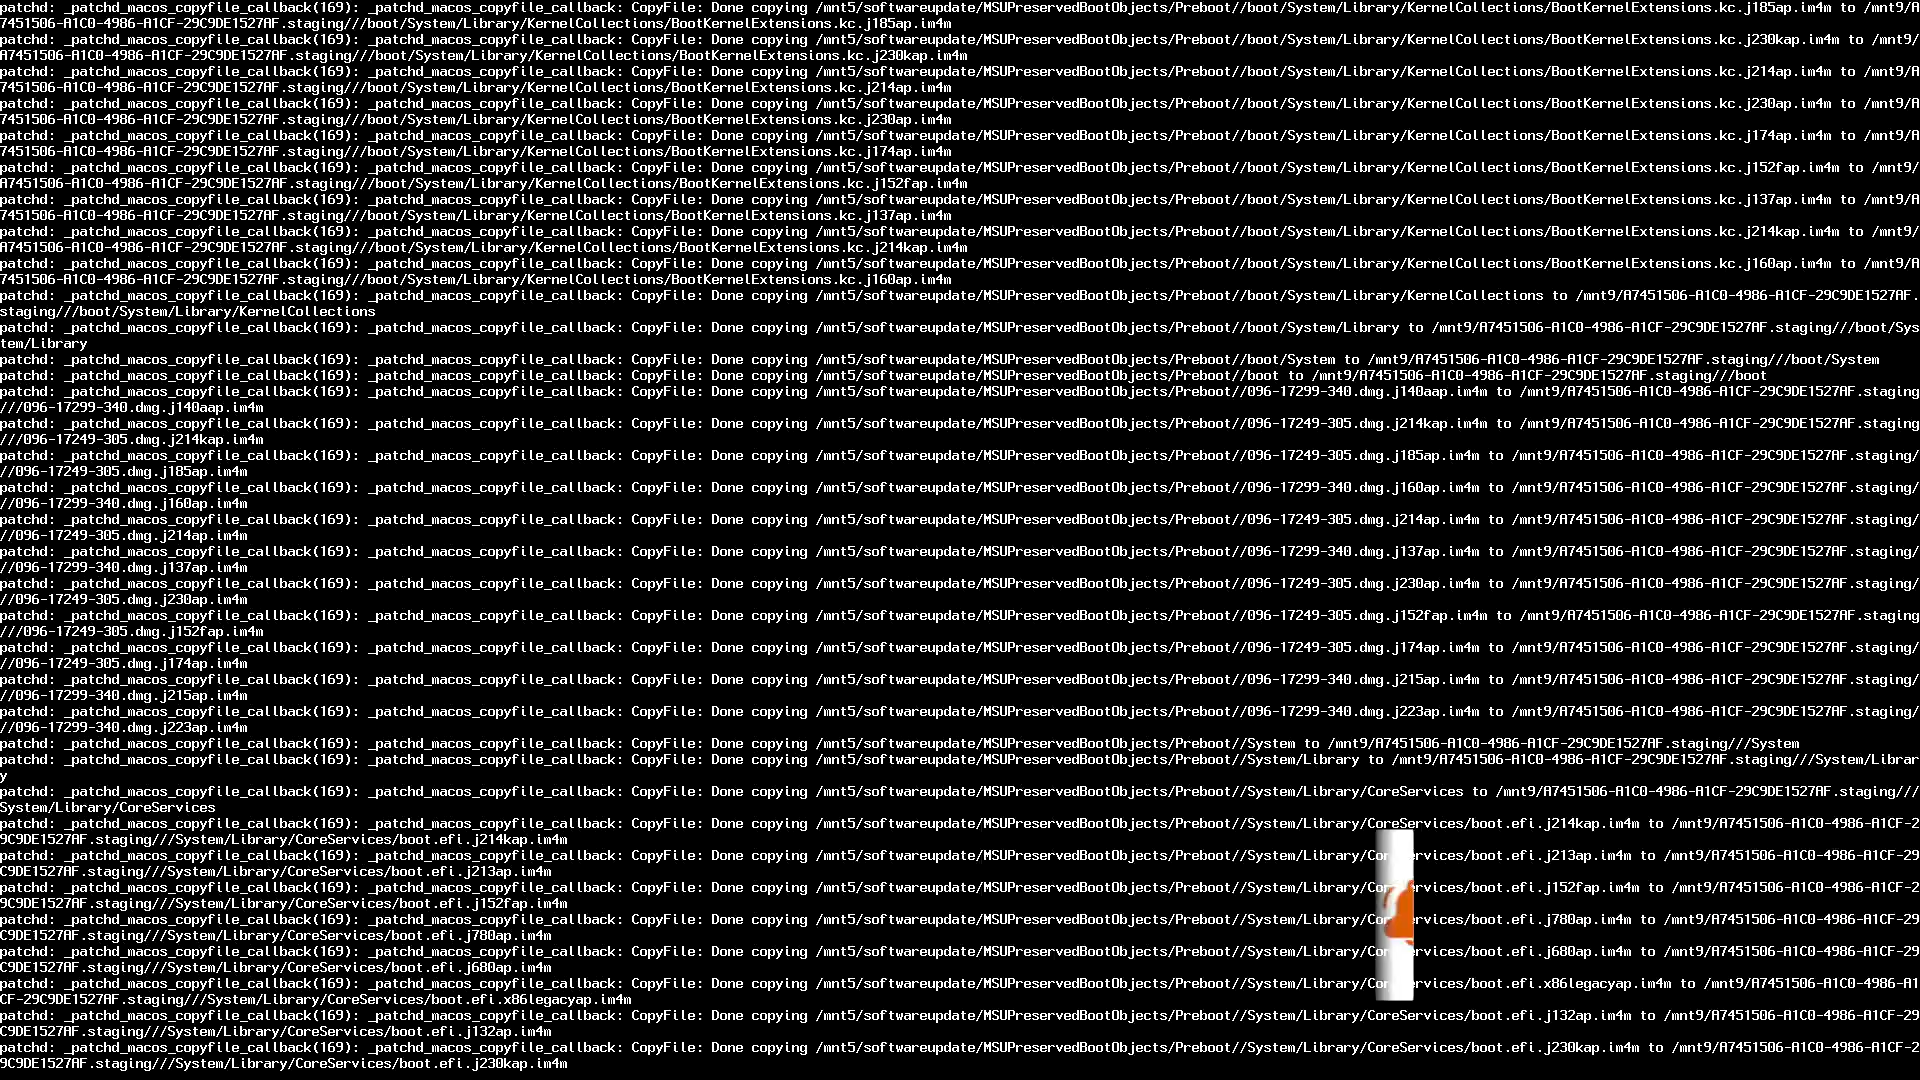 patchd: _patchd_macos_copyfile_callback(169): _patchd_macos_copyfile_callback: CopyFile: Done copying /mnt5/softwareupdate/MSUPreservedBootObjects/Preboot//boot/System/Library/KernelCollections/BootKernelExtensions.kc.j185ap.im4m to /mnt9/A
7451506-A1C0-4986-A1CF-29C9DE1527AF.staging///boot/System/Library/KernelCollections/BootKernelExtensions.kc.j185ap.im4m
patchd: _patchd_macos_copyfile_callback(169): _patchd_macos_copyfile_callback: CopyFile: Done copying /mnt5/softwareupdate/MSUPreservedBootObjects/Preboot//boot/System/Library/KernelCollections/BootKernelExtensions.kc.j230kap.im4m to /mnt9/
A7451506-A1C0-4986-A1CF-29C9DE1527AF.staging///boot/System/Library/KernelCollections/BootKernelExtensions.kc.j230kap.im4m
patchd: _patchd_macos_copyfile_callback(169): _patchd_macos_copyfile_callback: CopyFile: Done copying /mnt5/softwareupdate/MSUPreservedBootObjects/Preboot//boot/System/Library/KernelCollections/BootKernelExtensions.kc.j214ap.im4m to /mnt9/A
7451506-A1C0-4986-A1CF-29C9DE1527AF.staging///boot/System/Library/KernelCollections/BootKernelExtensions.kc.j214ap.im4m
patchd: _patchd_macos_copyfile_callback(169): _patchd_macos_copyfile_callback: CopyFile: Done copying /mnt5/softwareupdate/MSUPreservedBootObjects/Preboot//boot/System/Library/KernelCollections/BootKernelExtensions.kc.j230ap.im4m to /mnt9/A
7451506-A1C0-4986-A1CF-29C9DE1527AF.staging///boot/System/Library/KernelCollections/BootKernelExtensions.kc.j230ap.im4m
patchd: _patchd_macos_copyfile_callback(169): _patchd_macos_copyfile_callback: CopyFile: Done copying /mnt5/softwareupdate/MSUPreservedBootObjects/Preboot//boot/System/Library/KernelCollections/BootKernelExtensions.kc.j174ap.im4m to /mnt9/A
7451506-A1C0-4986-A1CF-29C9DE1527AF.staging///boot/System/Library/KernelCollections/BootKernelExtensions.kc.j174ap.im4m
patchd: _patchd_macos_copyfile_callback(169): _patchd_macos_copyfile_callback: CopyFile: Done copying /mnt5/softwareupdate/MSUPreservedBootObjects/Preboot//boot/System/Library/KernelCollections/BootKernelExtensions.kc.j152fap.im4m to /mnt9/
A7451506-A1C0-4986-A1CF-29C9DE1527AF.staging///boot/System/Library/KernelCollections/BootKernelExtensions.kc.j152fap.im4m
patchd: _patchd_macos_copyfile_callback(169): _patchd_macos_copyfile_callback: CopyFile: Done copying /mnt5/softwareupdate/MSUPreservedBootObjects/Preboot//boot/System/Library/KernelCollections/BootKernelExtensions.kc.j137ap.im4m to /mnt9/A
7451506-A1C0-4986-A1CF-29C9DE1527AF.staging///boot/System/Library/KernelCollections/BootKernelExtensions.kc.j137ap.im4m
patchd: _patchd_macos_copyfile_callback(169): _patchd_macos_copyfile_callback: CopyFile: Done copying /mnt5/softwareupdate/MSUPreservedBootObjects/Preboot//boot/System/Library/KernelCollections/BootKernelExtensions.kc.j214kap.im4m to /mnt9/
A7451506-A1C0-4986-A1CF-29C9DE1527AF.staging///boot/System/Library/KernelCollections/BootKernelExtensions.kc.j214kap.im4m
patchd: _patchd_macos_copyfile_callback(169): _patchd_macos_copyfile_callback: CopyFile: Done copying /mnt5/softwareupdate/MSUPreservedBootObjects/Preboot//boot/System/Library/KernelCollections/BootKernelExtensions.kc.j160ap.im4m to /mnt9/A
7451506-A1C0-4986-A1CF-29C9DE1527AF.staging///boot/System/Library/KernelCollections/BootKernelExtensions.kc.j160ap.im4m
patchd: _patchd_macos_copyfile_callback(169): _patchd_macos_copyfile_callback: CopyFile: Done copying /mnt5/softwareupdate/MSUPreservedBootObjects/Preboot//boot/System/Library/KernelCollections to /mnt9/A7451506-A1C0-4986-A1CF-29C9DE1527AF.
staging///boot/System/Library/KernelCollections
patchd: _patchd_macos_copyfile_callback(169): _patchd_macos_copyfile_callback: CopyFile: Done copying /mnt5/softwareupdate/MSUPreservedBootObjects/Preboot//boot/System/Library to /mnt9/A7451506-A1C0-4986-A1CF-29C9DE1527AF.staging///boot/Sys
tem/Library
patchd: _patchd_macos_copyfile_callback(169): _patchd_macos_copyfile_callback: CopyFile: Done copying /mnt5/softwareupdate/MSUPreservedBootObjects/Preboot//boot/System to /mnt9/A7451506-A1C0-4986-A1CF-29C9DE1527AF.staging///boot/System
patchd: _patchd_macos_copyfile_callback(169): _patchd_macos_copyfile_callback: CopyFile: Done copying /mnt5/softwareupdate/MSUPreservedBootObjects/Preboot//boot to /mnt9/A7451506-A1C0-4986-A1CF-29C9DE1527AF.staging///boot
patchd: _patchd_macos_copyfile_callback(169): _patchd_macos_copyfile_callback: CopyFile: Done copying /mnt5/softwareupdate/MSUPreservedBootObjects/Preboot//096-17299-340.dmg.j140aap.im4m to /mnt9/A7451506-A1C0-4986-A1CF-29C9DE1527AF.staging
///096-17299-340.dmg.j140aap.im4m
patchd: _patchd_macos_copyfile_callback(169): _patchd_macos_copyfile_callback: CopyFile: Done copying /mnt5/softwareupdate/MSUPreservedBootObjects/Preboot//096-17249-305.dmg.j214kap.im4m to /mnt9/A7451506-A1C0-4986-A1CF-29C9DE1527AF.staging
///096-17249-305.dmg.j214kap.im4m
patchd: _patchd_macos_copyfile_callback(169): _patchd_macos_copyfile_callback: CopyFile: Done copying /mnt5/softwareupdate/MSUPreservedBootObjects/Preboot//096-17249-305.dmg.j185ap.im4m to /mnt9/A7451506-A1C0-4986-A1CF-29C9DE1527AF.staging/
//096-17249-305.dmg.j185ap.im4m
patchd: _patchd_macos_copyfile_callback(169): _patchd_macos_copyfile_callback: CopyFile: Done copying /mnt5/softwareupdate/MSUPreservedBootObjects/Preboot//096-17299-340.dmg.j160ap.im4m to /mnt9/A7451506-A1C0-4986-A1CF-29C9DE1527AF.staging/
//096-17299-340.dmg.j160ap.im4m
patchd: _patchd_macos_copyfile_callback(169): _patchd_macos_copyfile_callback: CopyFile: Done copying /mnt5/softwareupdate/MSUPreservedBootObjects/Preboot//096-17249-305.dmg.j214ap.im4m to /mnt9/A7451506-A1C0-4986-A1CF-29C9DE1527AF.staging/
//096-17249-305.dmg.j214ap.im4m
patchd: _patchd_macos_copyfile_callback(169): _patchd_macos_copyfile_callback: CopyFile: Done copying /mnt5/softwareupdate/MSUPreservedBootObjects/Preboot//096-17299-340.dmg.j137ap.im4m to /mnt9/A7451506-A1C0-4986-A1CF-29C9DE1527AF.staging/
//096-17299-340.dmg.j137ap.im4m
patchd: _patchd_macos_copyfile_callback(169): _patchd_macos_copyfile_callback: CopyFile: Done copying /mnt5/softwareupdate/MSUPreservedBootObjects/Preboot//096-17249-305.dmg.j230ap.im4m to /mnt9/A7451506-A1C0-4986-A1CF-29C9DE1527AF.staging/
//096-17249-305.dmg.j230ap.im4m
patchd: _patchd_macos_copyfile_callback(169): _patchd_macos_copyfile_callback: CopyFile: Done copying /mnt5/softwareupdate/MSUPreservedBootObjects/Preboot//096-17249-305.dmg.j152fap.im4m to /mnt9/A7451506-A1C0-4986-A1CF-29C9DE1527AF.staging
///096-17249-305.dmg.j152fap.im4m
patchd: _patchd_macos_copyfile_callback(169): _patchd_macos_copyfile_callback: CopyFile: Done copying /mnt5/softwareupdate/MSUPreservedBootObjects/Preboot//096-17249-305.dmg.j174ap.im4m to /mnt9/A7451506-A1C0-4986-A1CF-29C9DE1527AF.staging/
//096-17249-305.dmg.j174ap.im4m
patchd: _patchd_macos_copyfile_callback(169): _patchd_macos_copyfile_callback: CopyFile: Done copying /mnt5/softwareupdate/MSUPreservedBootObjects/Preboot//096-17299-340.dmg.j215ap.im4m to /mnt9/A7451506-A1C0-4986-A1CF-29C9DE1527AF.staging/
//096-17299-340.dmg.j215ap.im4m
patchd: _patchd_macos_copyfile_callback(169): _patchd_macos_copyfile_callback: CopyFile: Done copying /mnt5/softwareupdate/MSUPreservedBootObjects/Preboot//096-17299-340.dmg.j223ap.im4m to /mnt9/A7451506-A1C0-4986-A1CF-29C9DE1527AF.staging/
//096-17299-340.dmg.j223ap.im4m
patchd: _patchd_macos_copyfile_callback(169): _patchd_macos_copyfile_callback: CopyFile: Done copying /mnt5/softwareupdate/MSUPreservedBootObjects/Preboot//System to /mnt9/A7451506-A1C0-4986-A1CF-29C9DE1527AF.staging///System
patchd: _patchd_macos_copyfile_callback(169): _patchd_macos_copyfile_callback: CopyFile: Done copying /mnt5/softwareupdate/MSUPreservedBootObjects/Preboot//System/Library to /mnt9/A7451506-A1C0-4986-A1CF-29C9DE1527AF.staging///System/Librar
y
patchd: _patchd_macos_copyfile_callback(169): _patchd_macos_copyfile_callback: CopyFile: Done copying /mnt5/softwareupdate/MSUPreservedBootObjects/Preboot//System/Library/CoreServices to /mnt9/A7451506-A1C0-4986-A1CF-29C9DE1527AF.staging///
System/Library/CoreServices
patchd: _patchd_macos_copyfile_callback(169): _patchd_macos_copyfile_callback: CopyFile: Done copying /mnt5/softwareupdate/MSUPreservedBootObjects/Preboot//System/Library/CoreServices/boot.efi.j214kap.im4m to /mnt9/A7451506-A1C0-4986-A1CF-2
9C9DE1527AF.staging///System/Library/CoreServices/boot.efi.j214kap.im4m
patchd: _patchd_macos_copyfile_callback(169): _patchd_macos_copyfile_callback: CopyFile: Done copying /mnt5/softwareupdate/MSUPreservedBootObjects/Preboot//System/Library/Cor rvices/boot.efi.j213ap.im4m to /mnt9/A7451506-A1C0-4986-A1CF-29
C9DE1527AF.staging///System/Library/CoreServices/boot.efi.j213ap.im4m
patchd: _patchd_macos_copyfile_callback(169): _patchd_macos_copyfile_callback: CopyFile: Done copying /mnt5/softwareupdate/MSUPreservedBootObjects/Preboot//System/Library/Co rvices/boot.efi.j152fap.im4m to /mnt9/A7451506-A1C0-4986-A1CF-2
9C9DE1527AF.staging///System/Library/CoreServices/boot.efi.j152fap.im4m
patchd: _patchd_macos_copyfile_callback(169): _patchd_macos_copyfile_callback: CopyFile: Done copying /mnt5/softwareupdate/MSUPreservedBootObjects/Preboot//System/Library/Co rvices/boot.efi.j780ap.im4m to /mnt9/A7451506-A1C0-4986-A1CF-29
C9DE1527AF.staging///System/Library/CoreServices/boot.efi.j780ap.im4m
patchd: _patchd_macos_copyfile_callback(169): _patchd_macos_copyfile_callback: CopyFile: Done copying /mnt5/softwareupdate/MSUPreservedBootObjects/Preboot//System/Library/Co rvices/boot.efi.j680ap.im4m to /mnt9/A7451506-A1C0-4986-A1CF-29
C9DE1527AF.staging///System/Library/CoreServices/boot.efi.j680ap.im4m
patchd: _patchd_macos_copyfile_callback(169): _patchd_macos_copyfile_callback: CopyFile: Done copying /mnt5/softwareupdate/MSUPreservedBootObjects/Preboot//System/Library/Cor rvices/boot.efi.x86legacyap.im4m to /mnt9/A7451506-A1C0-4986-A1
CF-29C9DE1527AF.staging///System/Library/CoreServices/boot.efi.x86legacyap.im4m
patchd: _patchd_macos_copyfile_callback(169): _patchd_macos_copyfile_callback: CopyFile: Done copying /mnt5/softwareupdate/MSUPreservedBootObjects/Preboot//System/Library/CoreServices/boot.efi.j132ap.im4m to /mnt9/A7451506-A1C0-4986-A1CF-29
C9DE1527AF.staging///System/Library/CoreServices/boot.efi.j132ap.im4m
patchd: _patchd_macos_copyfile_callback(169): _patchd_macos_copyfile_callback: CopyFile: Done copying /mnt5/softwareupdate/MSUPreservedBootObjects/Preboot//System/Library/CoreServices/boot.efi.j230kap.im4m to /mnt9/A7451506-A1C0-4986-A1CF-2
9C9DE1527AF.staging///System/Library/CoreServices/boot.efi.j230kap.im4m